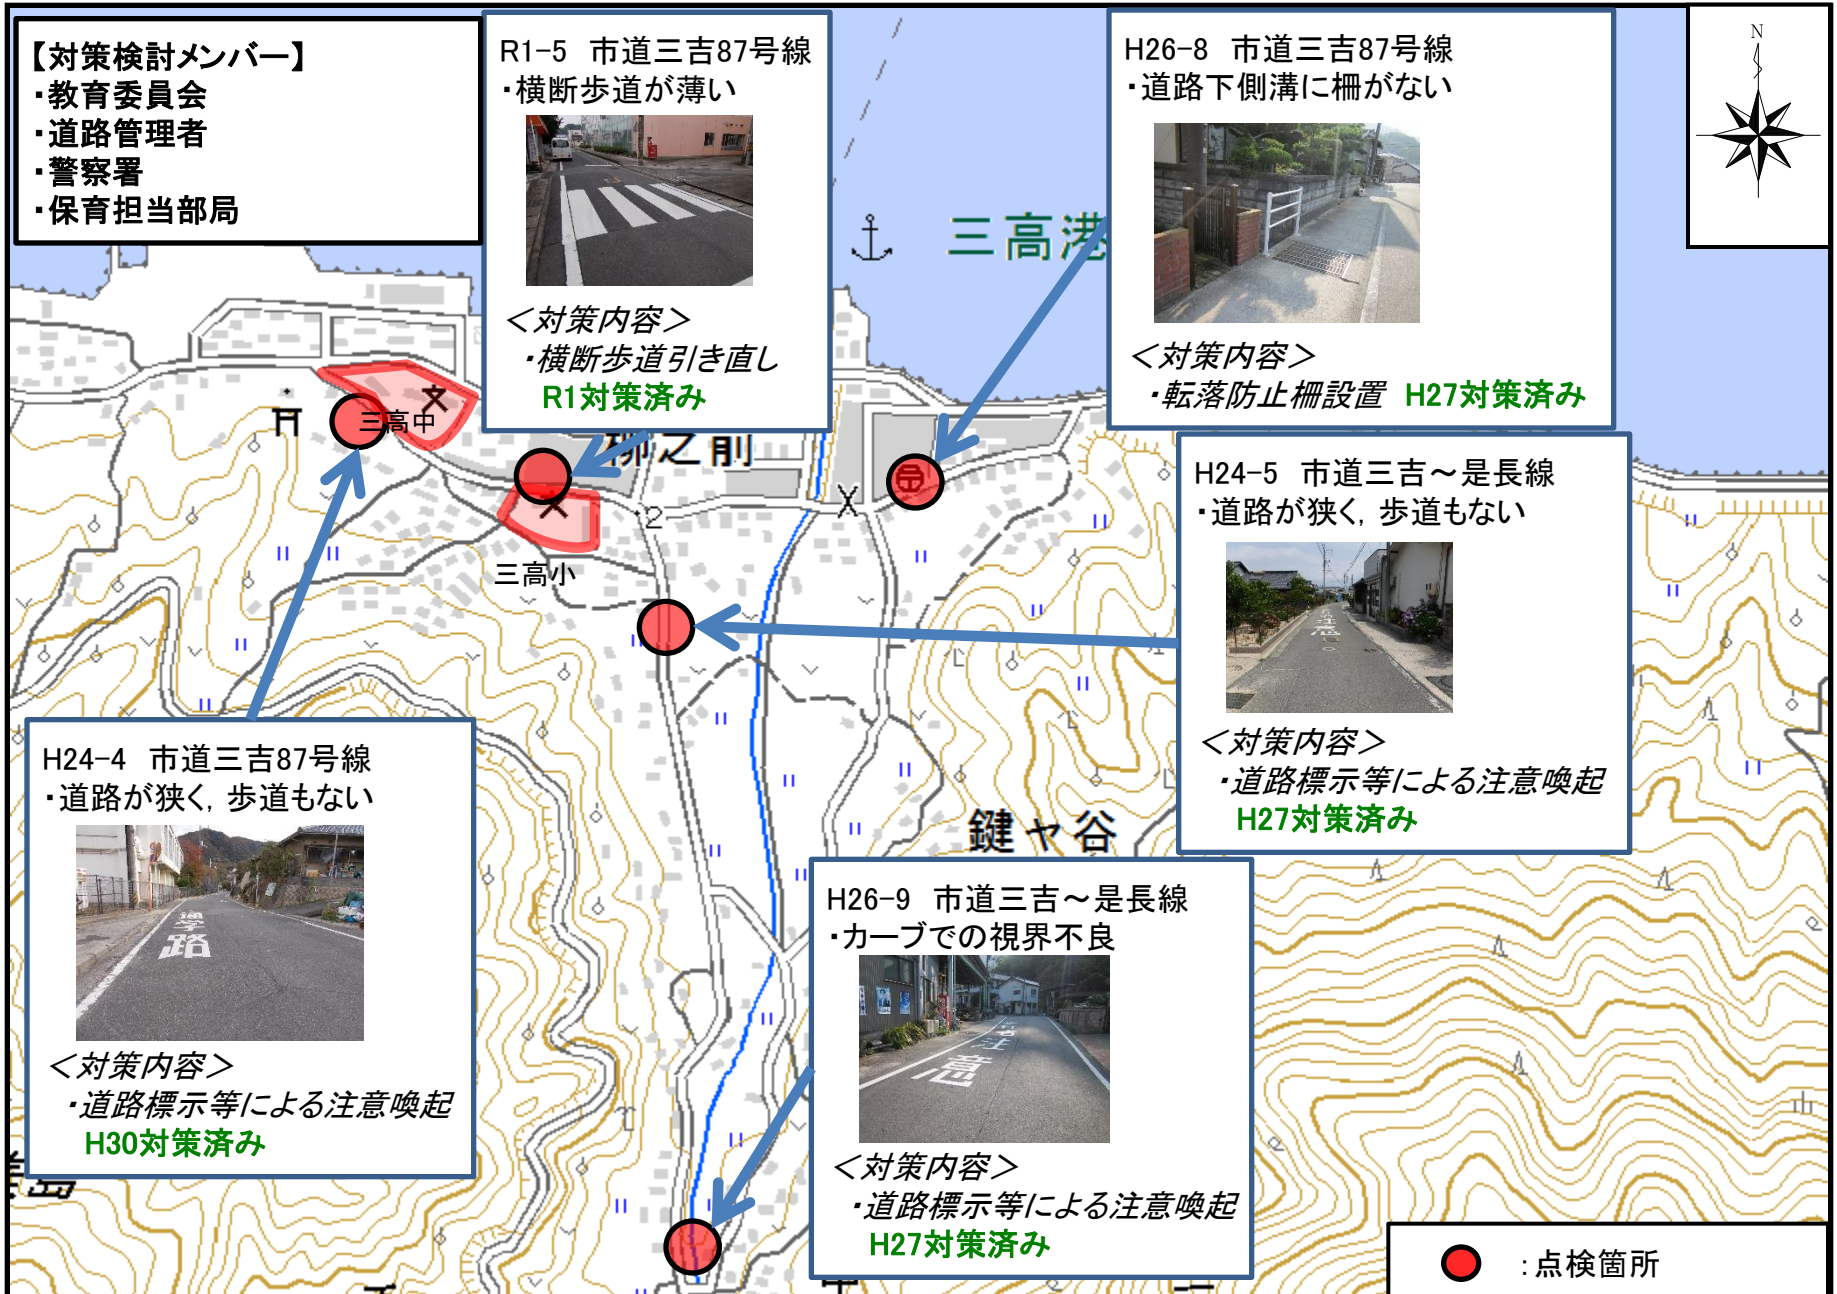 【対策検討メンバー】
・教育委員会
・道路管理者
・警察署
・保育担当部局
R1-5　市道三吉87号線
・横断歩道が薄い
＜対策内容＞
・横断歩道引き直し
R1対策済み
H26-8　市道三吉87号線
・道路下側溝に柵がない
＜対策内容＞
・転落防止柵設置　H27対策済み
N
三高港
三高中
柳之前
2
三高小
H24-5　市道三吉～是長線
・道路が狭く，歩道もない
＜対策内容＞
・道路標示等による注意喚起
H27対策済み
H24-4　市道三吉87号線
・道路が狭く，歩道もない
路
＜対策内容＞
・道路標示等による注意喚起
H30対策済み
鍵ヶ谷
H26-9　市道三吉～是長線
・カーブでの視界不良
＜対策内容＞
・道路標示等による注意喚起
H27対策済み
島
：点検箇所